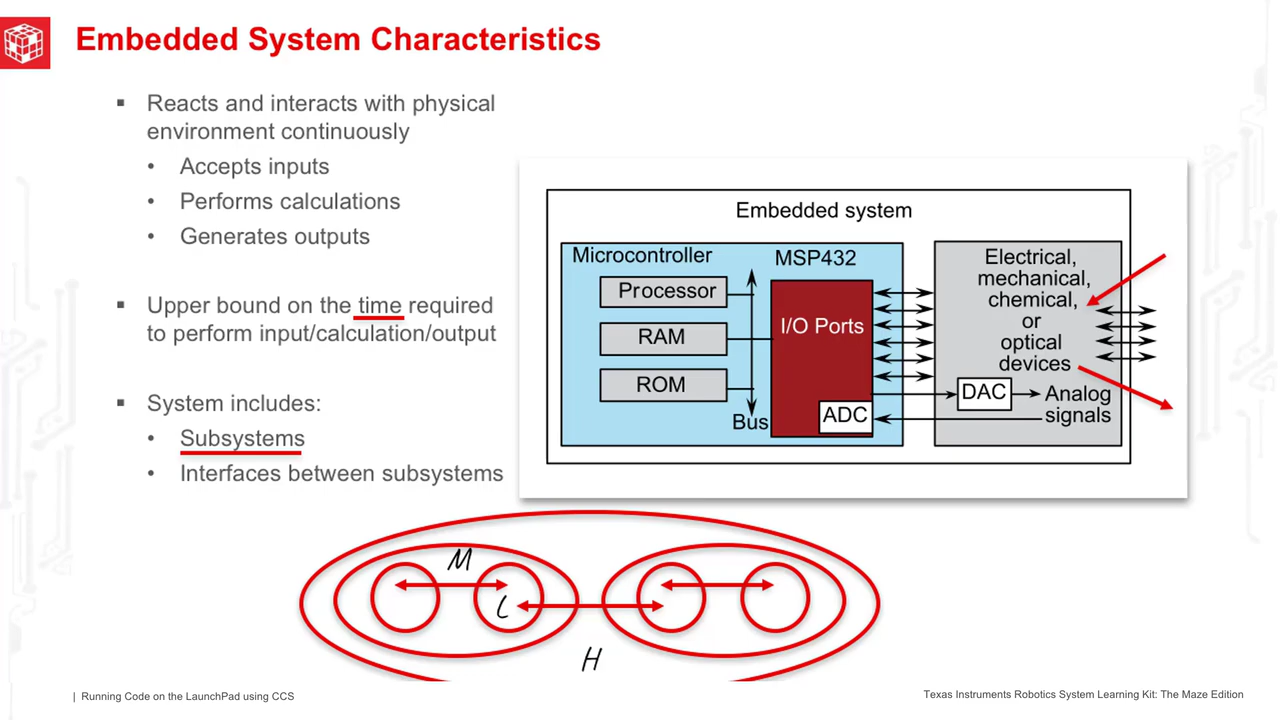 Embedded System Characteristics
▪ Reacts and interacts with physical
environment continuously
• Accepts inputs
• Performs calculations
• Generates outputs
▪ Upper bound on the time required
to perform input/calculation/output
▪ System includes:
• Subsystems
• Interfaces between subsystems
Embedded system
Microcontroller
MSP432
Processor
RAM
ROM
Bus
I/O Ports
ADC
Electrical,
mechanical,
chemical,
or
optical
devices
DAC
Analog
signals
M
L
H
| Running Code on the LaunchPad using CCS
Texas Instruments Robotics System Learning Kit: The Maze Edition